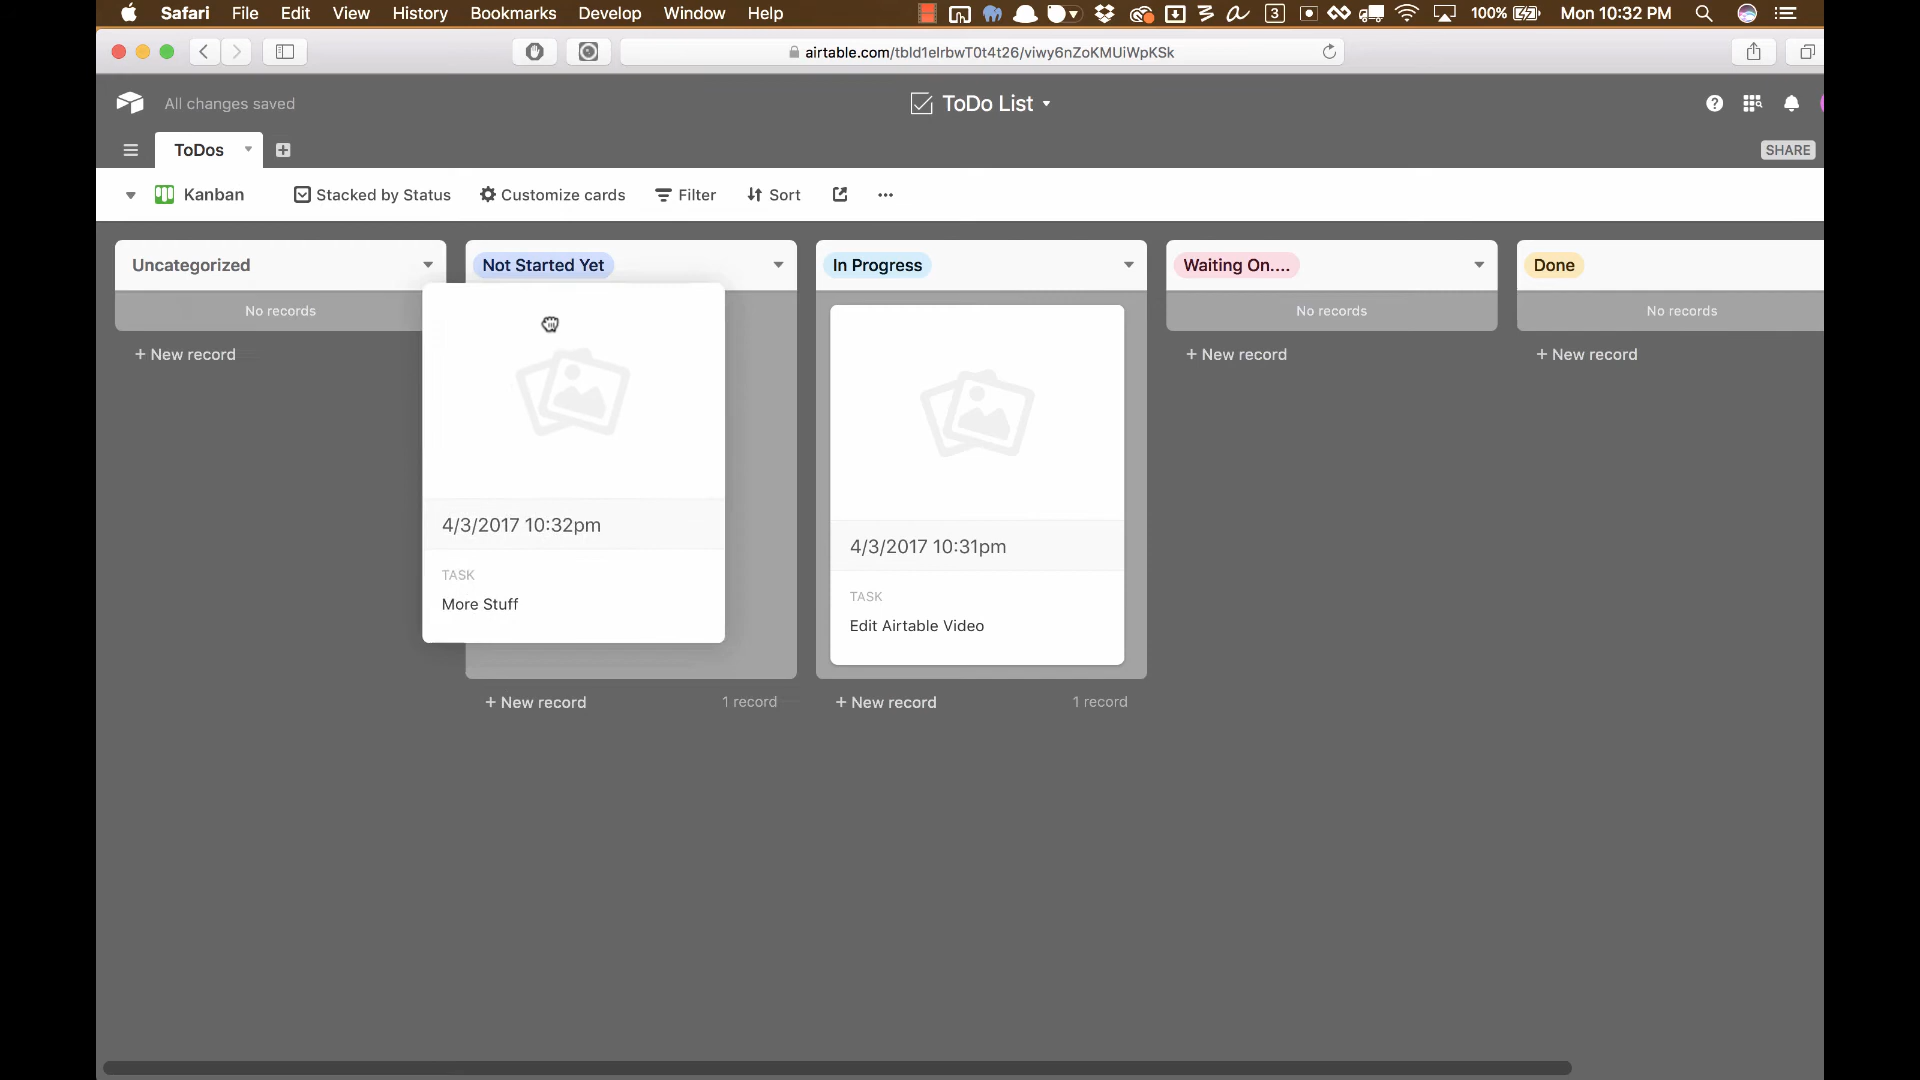 Safari File Edit View History Bookmarks Develop Window Help 3 100% Mon 10:32 PM
airtable.com/tbld1elrbwT0t4t26/viwy6nZoKMUiWpKSk
All changes saved
ToDo List
ToDos
SHARE
Kanban
Stacked by Status
Customize cards
Filter
Sort
Uncategorized
No records
+ New record
Not Started Yet
4/3/2017 10:32pm
TASK
More Stuff
+ New record
1 record
In Progress
4/3/2017 10:31pm
TASK
Edit Airtable Video
+ New record
1 record
Waiting On....
No records
+ New record
Done
No records
+ New record